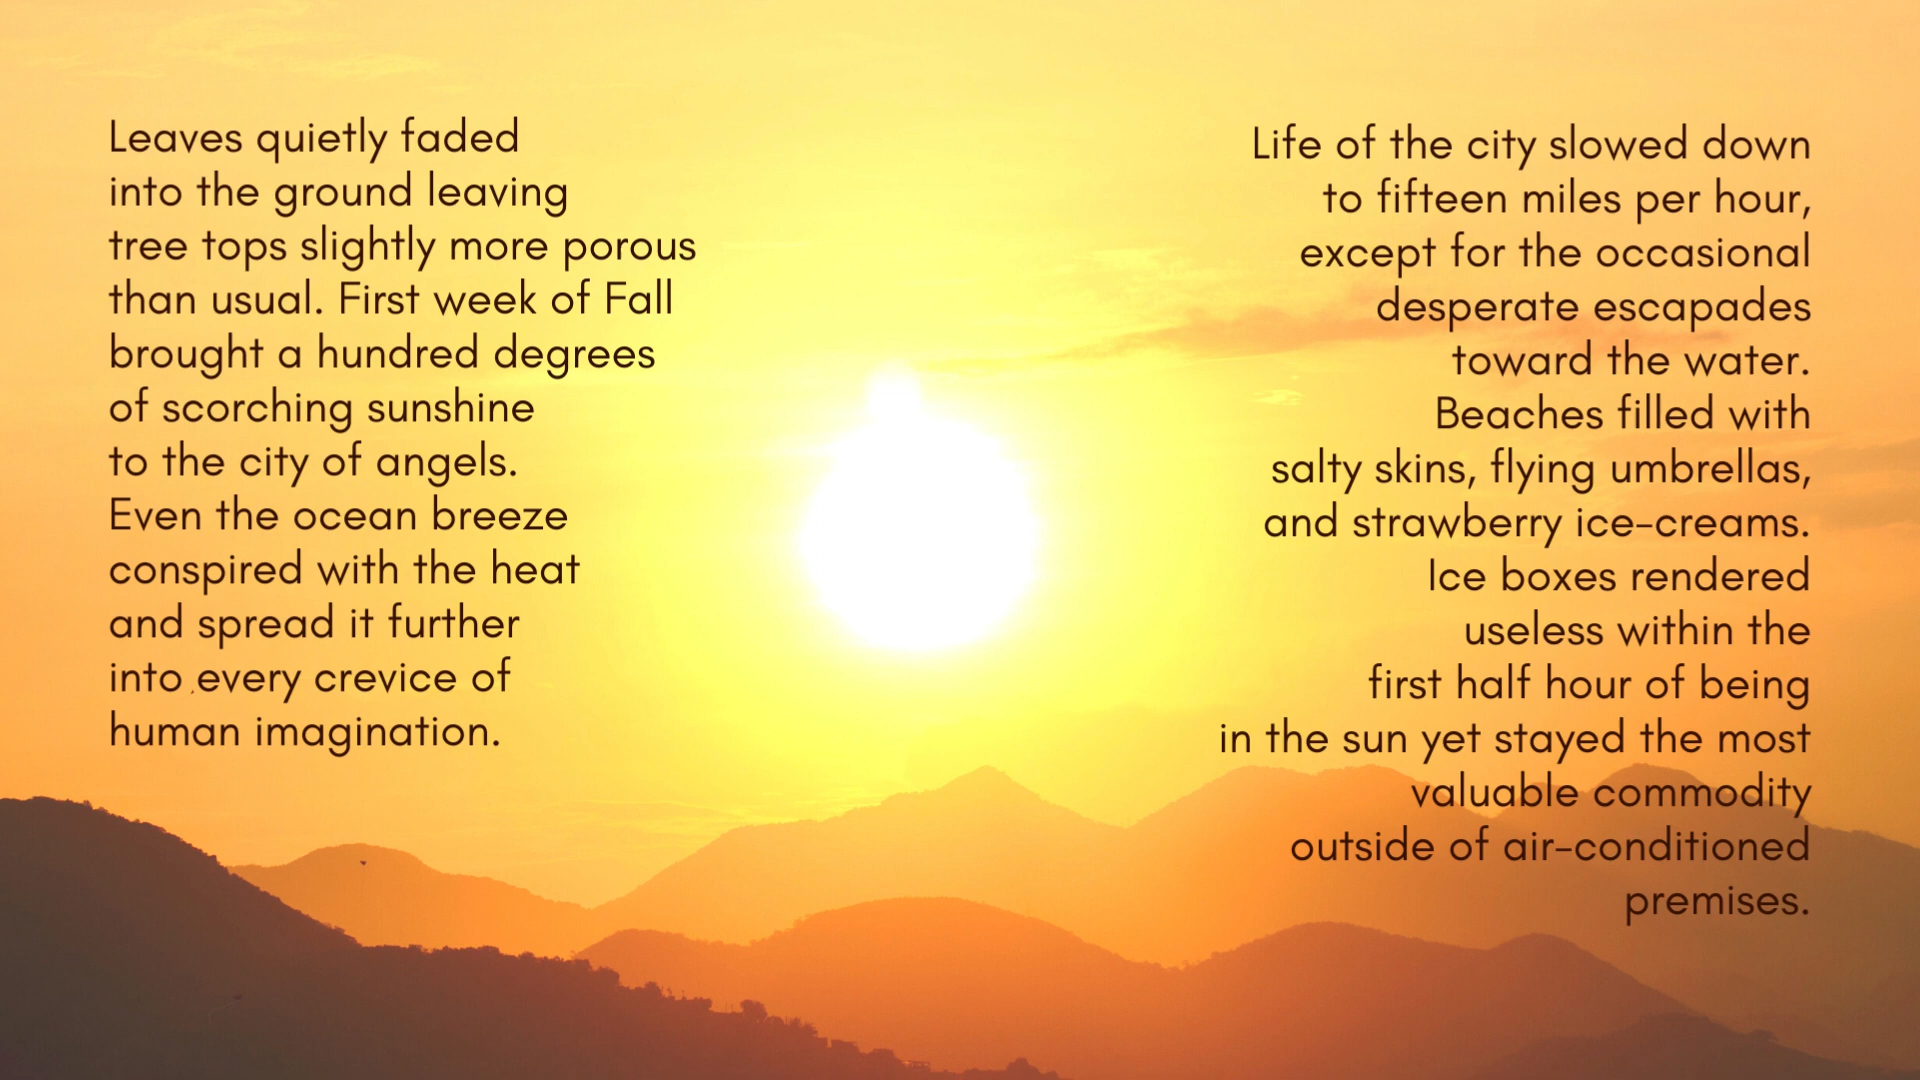 Leaves quietly faded
into the ground leaving
tree tops slightly more porous
than usual. First week of Fall
brought a hundred degrees
of scorching sunshine
to the city of angels.
Even the ocean breeze
conspired with the heat
and spread it further
into every crevice of
human imagination.
Life of the city slowed down
to fifteen miles per hour,
except for the occasional
desperate escapades
toward the water.
Beaches filled with
salty skins, flying umbrellas,
and strawberry ice-creams.
Ice boxes rendered
useless within the
first half hour of being
in the sun yet stayed the most
valuable commodity
outside of air-conditioned
premises.